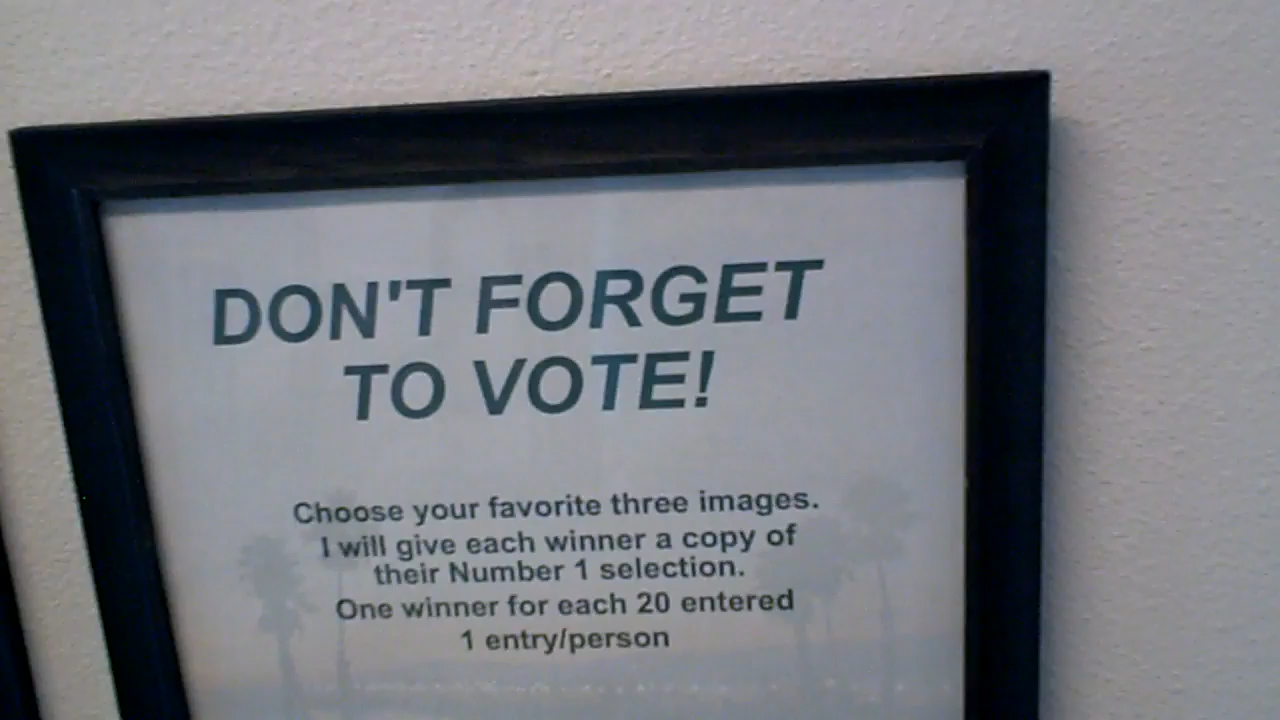 DON'T FORGET
TO VOTE!
Choose your favorite three images.
I will give each winner a copy of
their Number 1 selection.
One winner for each 20 entered
1 entry/person